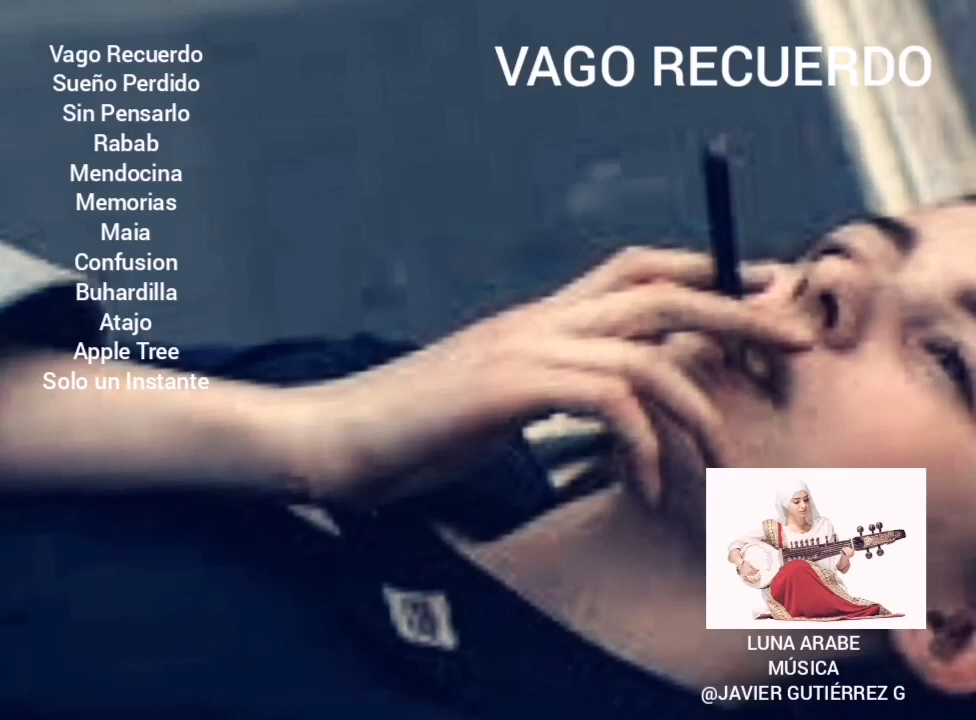 Vago Recuerdo
Sueño Perdido
Sin Pensarlo
Rabab
Mendocina
Memorias
Maia
Confusion
Buhardilla
Atajo
Apple Tree
Solo un Instante
VAGO RECUERDO
LUNA ARABE
MÚSICA
@JAVIER GUTIÉRREZ G